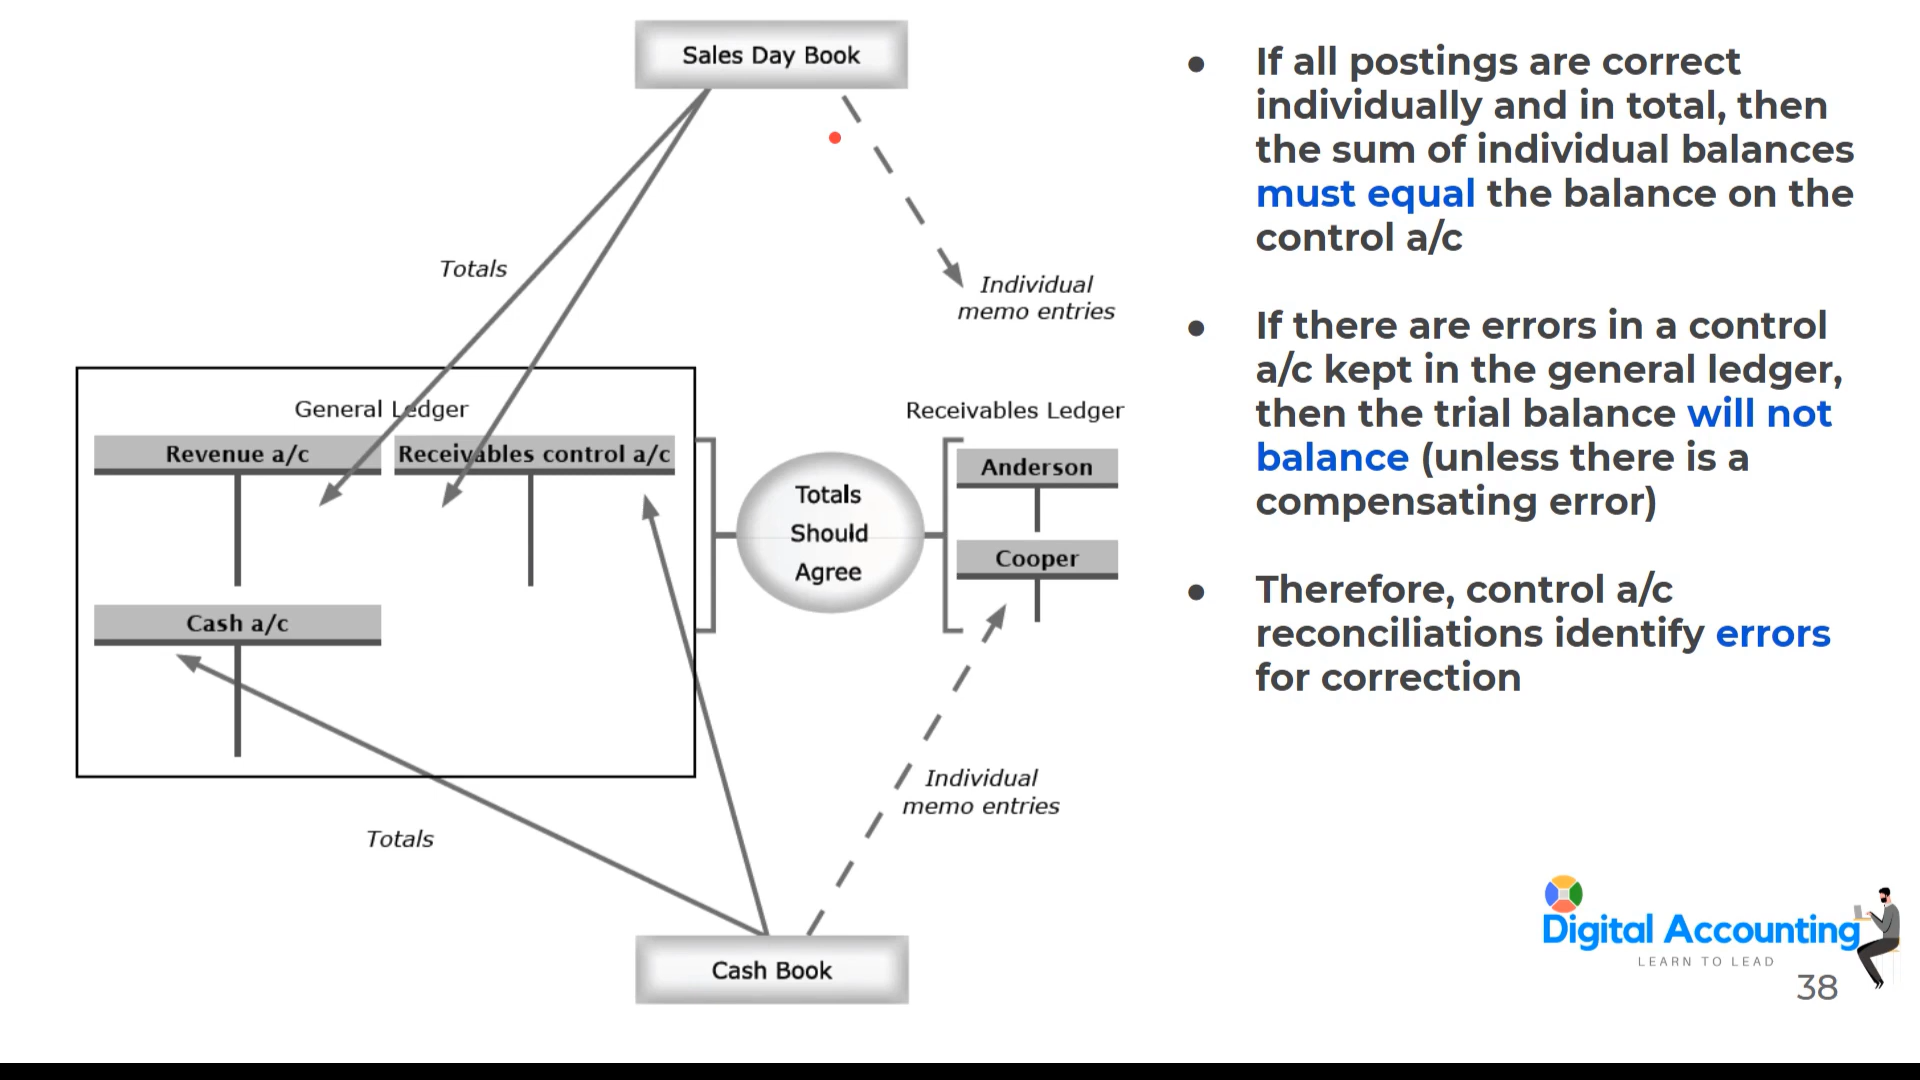 Sales Day Book
Totals
Individual
memo entries
General Ledger
Revenue a/c
Receivables control a/c
Cash a/c
Totals
Should
Agree
Receivables Ledger
Anderson
Cooper
Individual
memo entries
Totals
Cash Book
● If all postings are correct
individually and in total, then
the sum of individual balances
must equal the balance on the
control a/c
● If there are errors in a control
a/c kept in the general ledger,
then the trial balance will not
balance (unless there is a
compensating error)
● Therefore, control a/c
reconciliations identify errors
for correction
Digital Accounting
LEARN TO LEAD
38